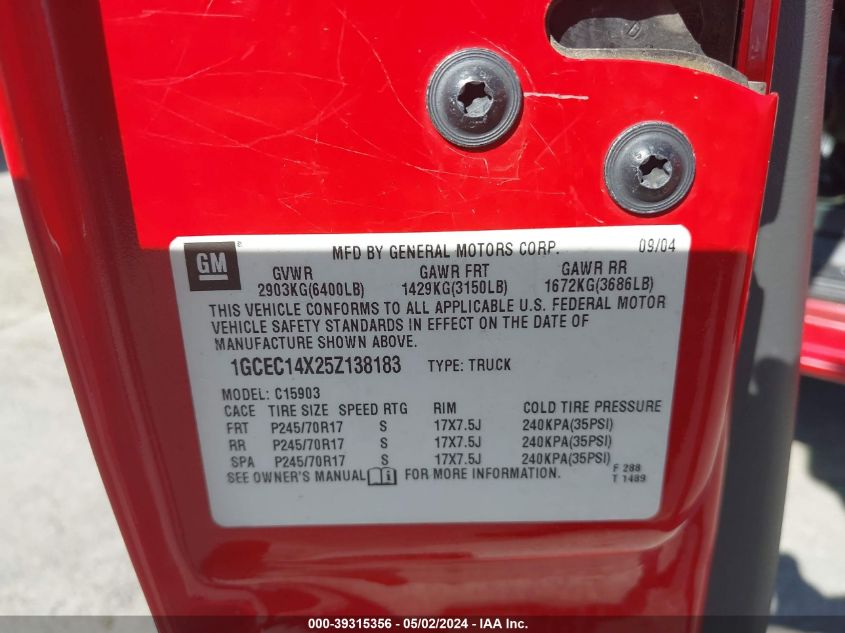 GM
®
MFD BY GENERAL MOTORS CORP. 09/04
GVWR GAWR FRT GAWR RR
2903KG(6400LB) 1429KG(3150LB) 1672KG(3686LB)
THIS VEHICLE CONFORMS TO ALL APPLICABLE U.S. FEDERAL MOTOR
VEHICLE SAFETY STANDARDS IN EFFECT ON THE DATE OF
MANUFACTURE SHOWN ABOVE.
1GCEC14X25Z138183 TYPE: TRUCK
MODEL: C15903
CACE TIRE SIZE SPEED RTG RIM COLD TIRE PRESSURE
FRT P245/70R17 S 17X7.5J 240KPA(35PSI)
RR P245/70R17 S 17X7.5J 240KPA(35PSI)
SPA P245/70R17 S 17X7.5J 240KPA(35PSI)
SEE OWNER'S MANUAL FOR MORE INFORMATION.
F 288
T 1489
000-39315356 - 05/02/2024 - IAA Inc.